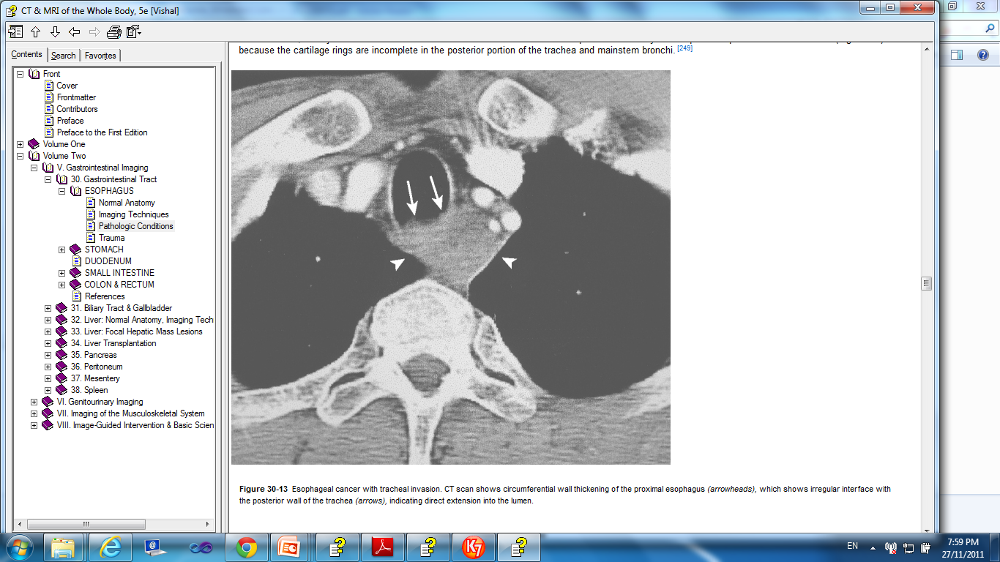 CT & MRI of the Whole Body, 5e [Vishal]
Contents Search Favorites
Front
Cover
Frontmatter
Contributors
Preface
Preface to the First Edition
Volume One
Volume Two
V. Gastrointestinal Imaging
30. Gastrointestinal Tract
ESOPHAGUS
Normal Anatomy
Imaging Techniques
Pathologic Conditions
Trauma
STOMACH
DUODENUM
SMALL INTESTINE
COLON & RECTUM
References
31. Biliary Tract & Gallbladder
32. Liver: Normal Anatomy, Imaging Tech
33. Liver: Focal Hepatic Mass Lesions
34. Liver Transplantation
35. Pancreas
36. Peritoneum
37. Mesentery
38. Spleen
VI. Genitourinary Imaging
VII. Imaging of the Musculoskeletal System
VIII. Image-Guided Intervention & Basic Scien
because the cartilage rings are incomplete in the posterior portion of the trachea and mainstem bronchi. [249]
Figure 30-13 Esophageal cancer with tracheal invasion. CT scan shows circumferential wall thickening of the proximal esophagus (arrowheads), which shows irregular interface with
the posterior wall of the trachea (arrows), indicating direct extension into the lumen.
K7
EN
7:59 PM
27/11/2011